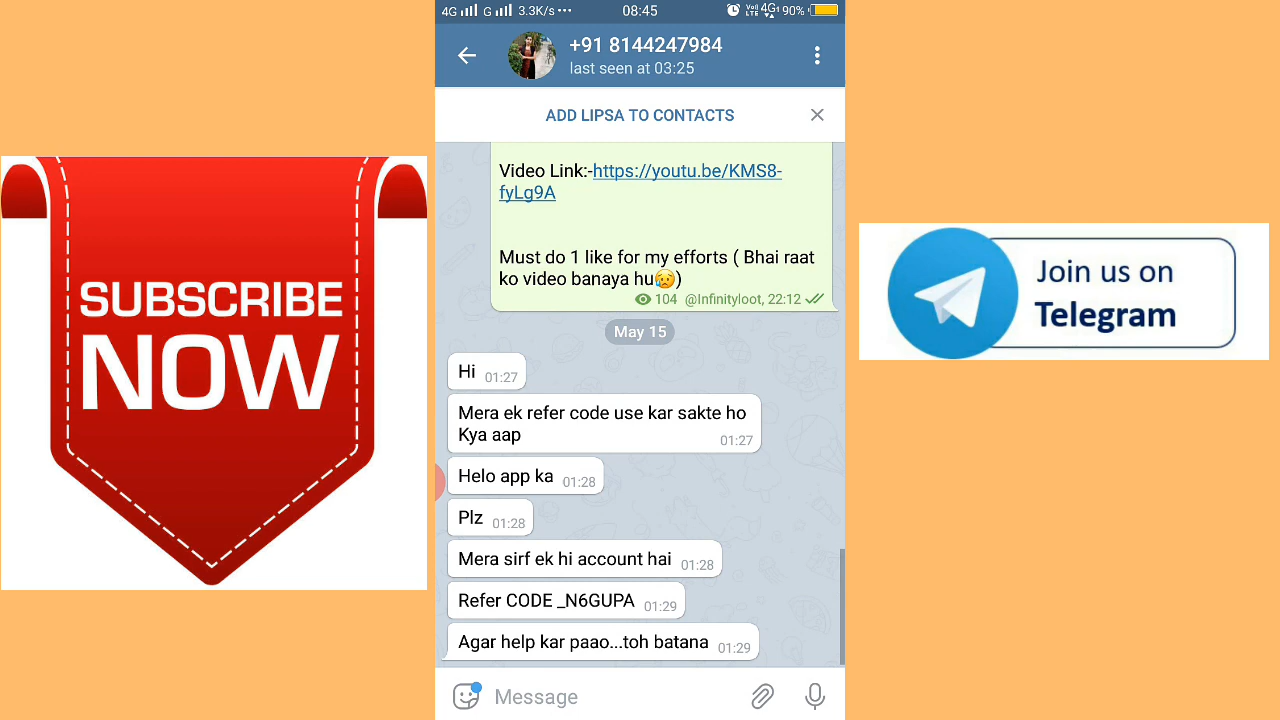 4G G 3.3K/s ··· 08:45 Vo)) LTE 4G 90%
+91 8144247984
last seen at 03:25
ADD LIPSA TO CONTACTS
Video Link:-https://youtu.be/KMS8-
fyLg9A
Must do 1 like for my efforts ( Bhai raat
ko video banaya hu😥)
104 @Infinityloot, 22:12
May 15
Hi 01:27
Mera ek refer code use kar sakte ho
Kya aap 01:27
Helo app ka 01:28
Plz 01:28
Mera sirf ek hi account hai 01:28
Refer CODE _N6GUPA 01:29
Agar help kar paao...toh batana 01:29
Message
SUBSCRIBE
NOW
Join us on
Telegram